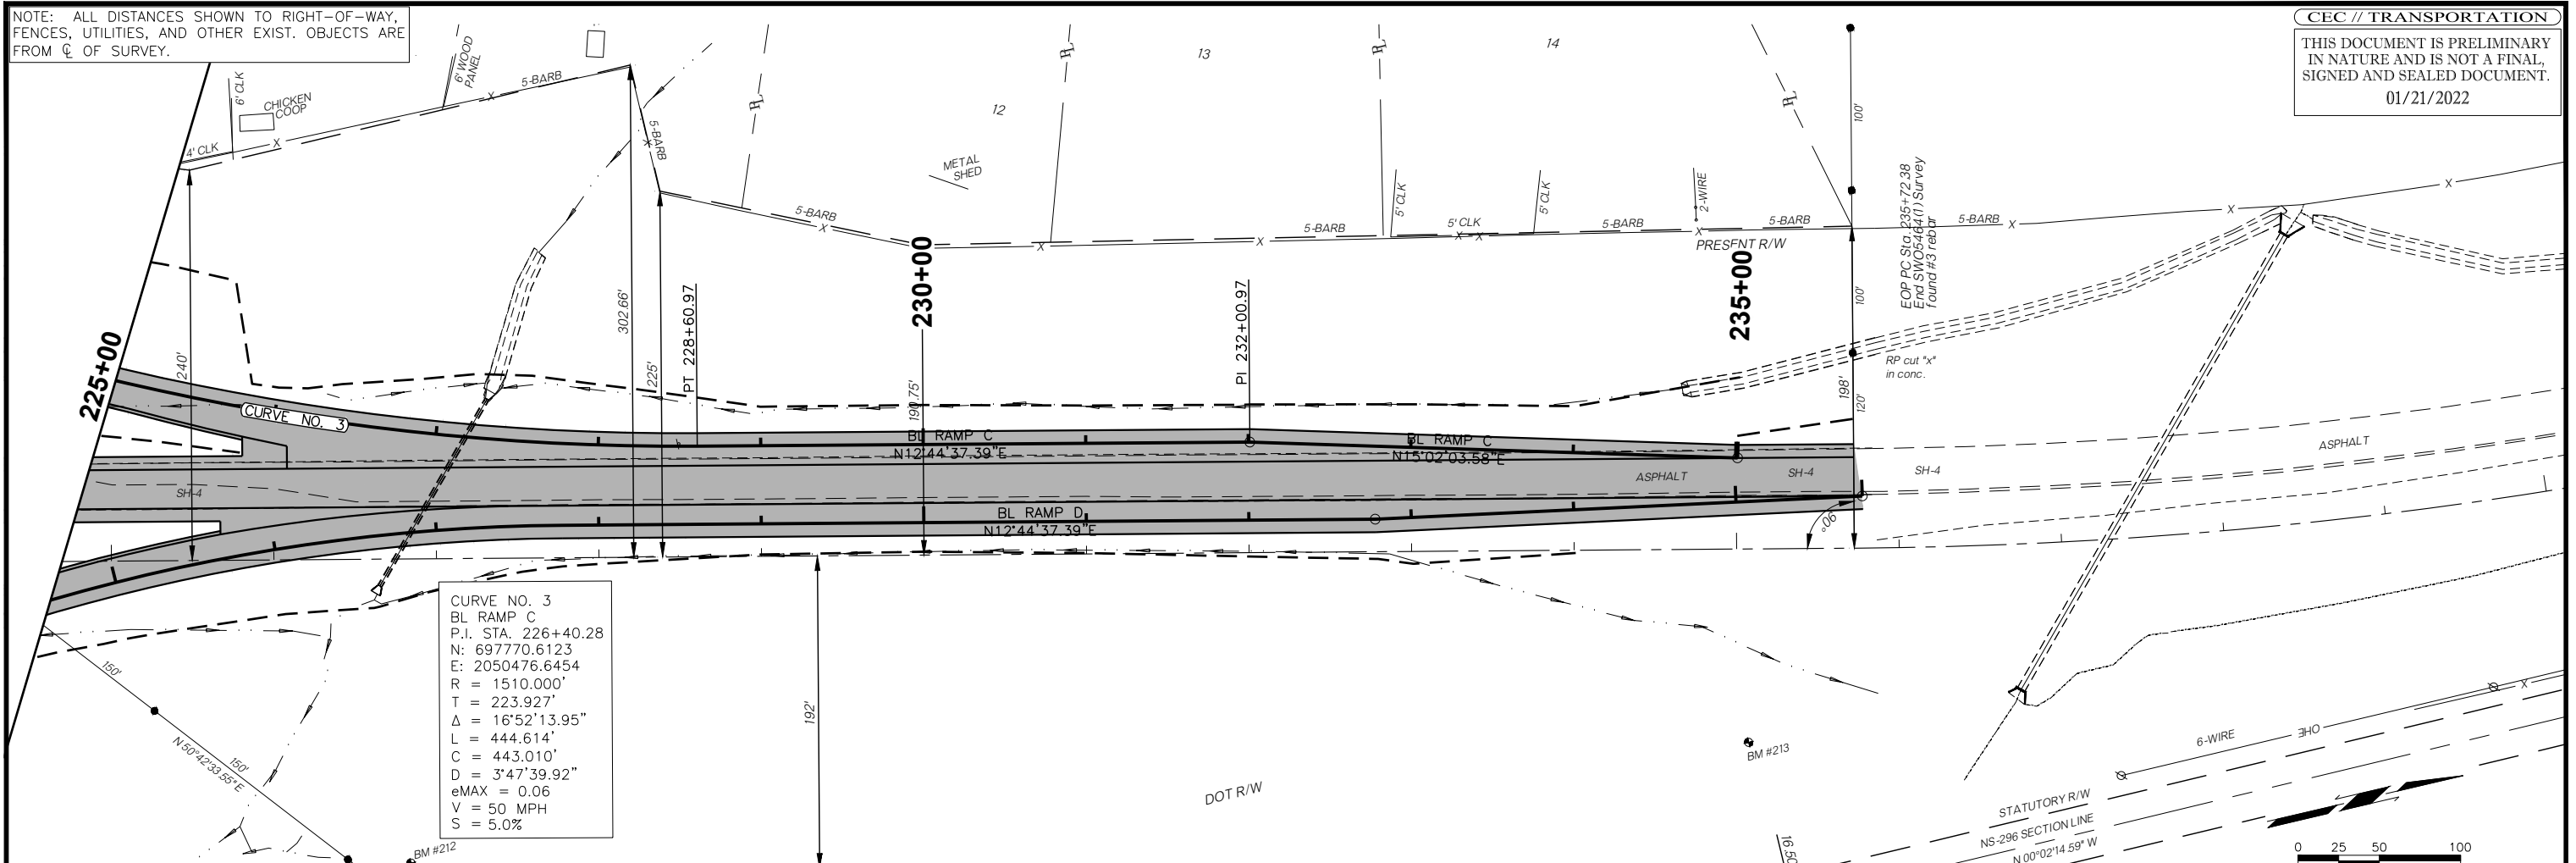 NOTE: ALL DISTANCES SHOWN TO RIGHT-OF-WAY,
FENCES, UTILITIES, AND OTHER EXIST. OBJECTS ARE
FROM ℄ OF SURVEY.
CEC // TRANSPORTATION
THIS DOCUMENT IS PRELIMINARY
IN NATURE AND IS NOT A FINAL,
SIGNED AND SEALED DOCUMENT.
01/21/2022
6' CLK
CHICKEN
COOP
4' CLK
6' WOOD
PANEL
5-BARB
5-BARB
PL
PL
PL
PL
12
13
14
METAL
SHED
5-BARB
5-BARB
5' CLK
5' CLK
5' CLK
5-BARB
2-WIRE
5-BARB
5-BARB
PRESENT R/W
100'
100'
EOP PC Sta. 235+72.38
End SWO5464(1) Survey
found #3 rebar
RP cut "x"
in conc.
225+00
230+00
235+00
240'
302.66'
225'
PT 228+60.97
190.75'
PI 232+00.97
198'
120'
CURVE NO. 3
BL RAMP C
N12°44'37.39"E
BL RAMP C
N15°02'03.58"E
SH-4
ASPHALT
SH-4
SH-4
ASPHALT
BL RAMP D
N12°44'37.39"E
90°
CURVE NO. 3
BL RAMP C
P.I. STA. 226+40.28
N: 697770.6123
E: 2050476.6454
R = 1510.000'
T = 223.927'
Δ = 16°52'13.95"
L = 444.614'
C = 443.010'
D = 3°47'39.92"
eMAX = 0.06
V = 50 MPH
S = 5.0%
150'
150'
N 50°42'33.55" E
BM #212
192'
DOT R/W
BM #213
6-WIRE
OHE
STATUTORY R/W
NS-296 SECTION LINE
N 00°02'14.59" W
0 25 50 100